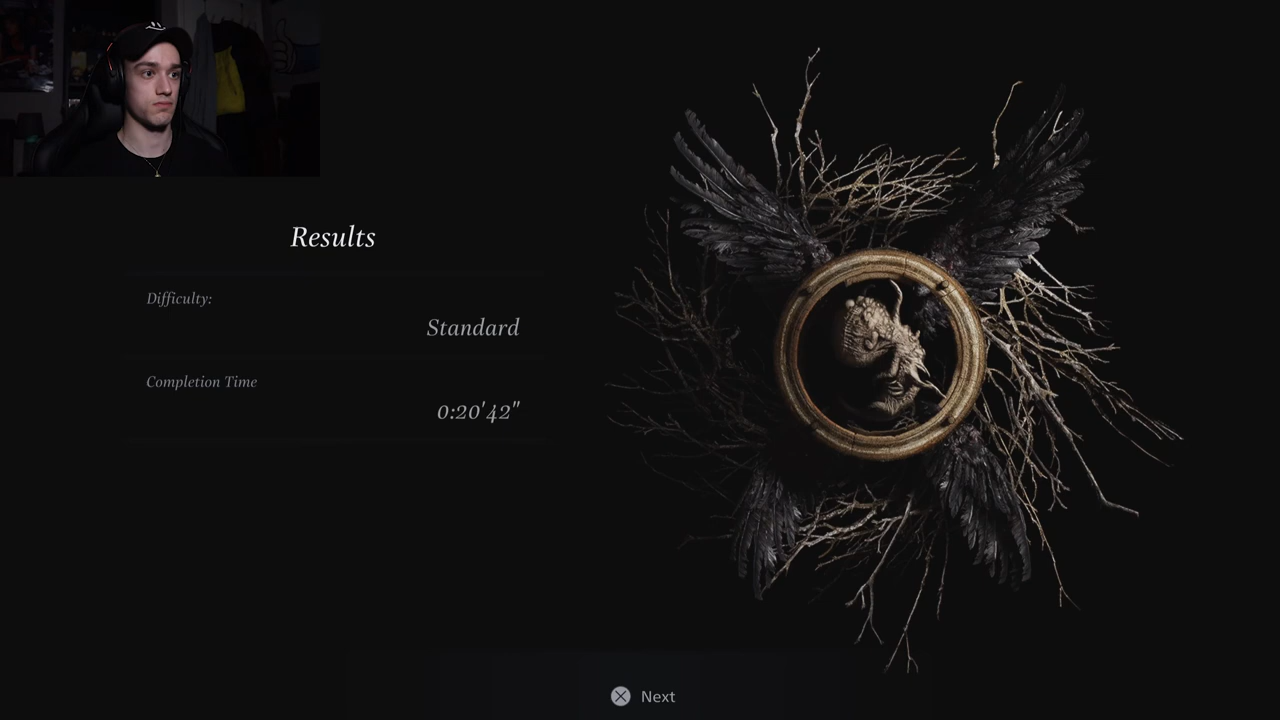 Results
Difficulty:
Standard
Completion Time
0:20'42"
Next